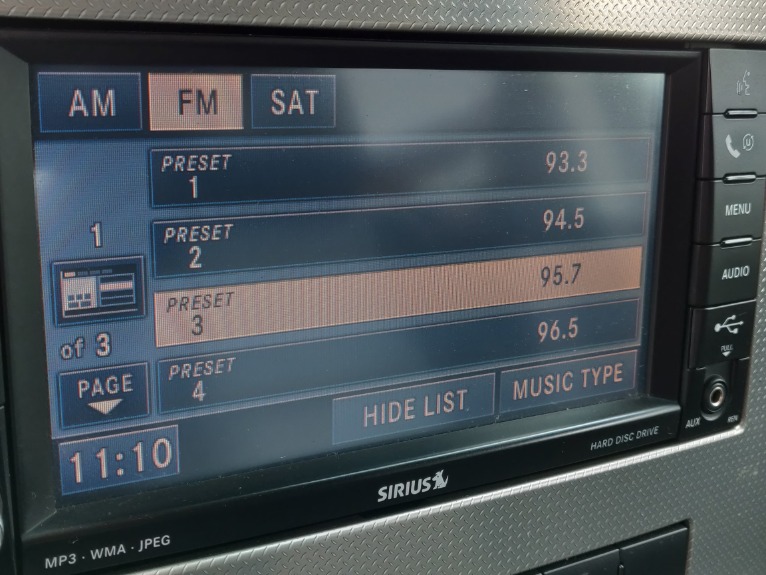 AM FM SAT
PRESET 1 93.3
PRESET 2 94.5
PRESET 3 95.7
PRESET 4 96.5
1
of 3
PAGE
HIDE LIST MUSIC TYPE
11:10
MENU
AUDIO
PULL
AUX REM
HARD DISC DRIVE
SIRIUS
MP3 · WMA · JPEG